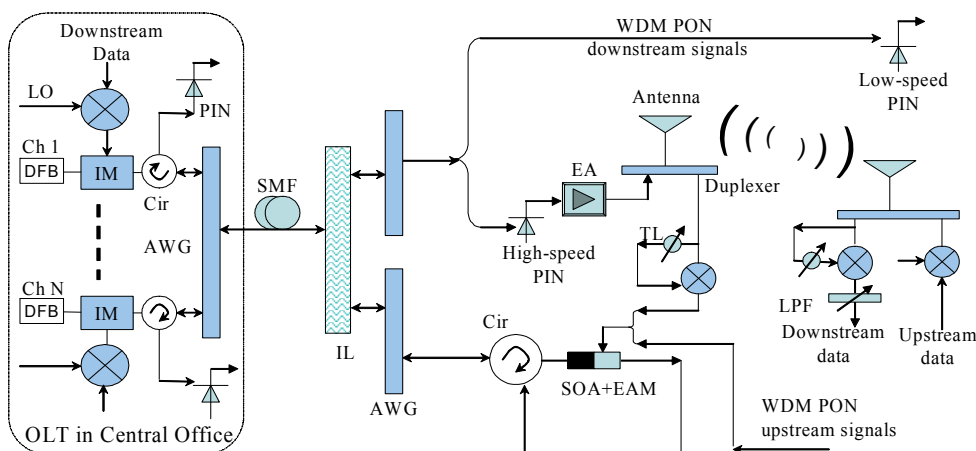 Downstream
Data
LO
PIN
Ch 1
DFB
IM
Cir
AWG
Ch N
DFB
IM
OLT in Central Office
SMF
IL
AWG
WDM PON
downstream signals
Low-speed
PIN
Antenna
EA
Duplexer
High-speed
PIN
TL
Cir
SOA+EAM
LPF
Downstream
data
Upstream
data
WDM PON
upstream signals